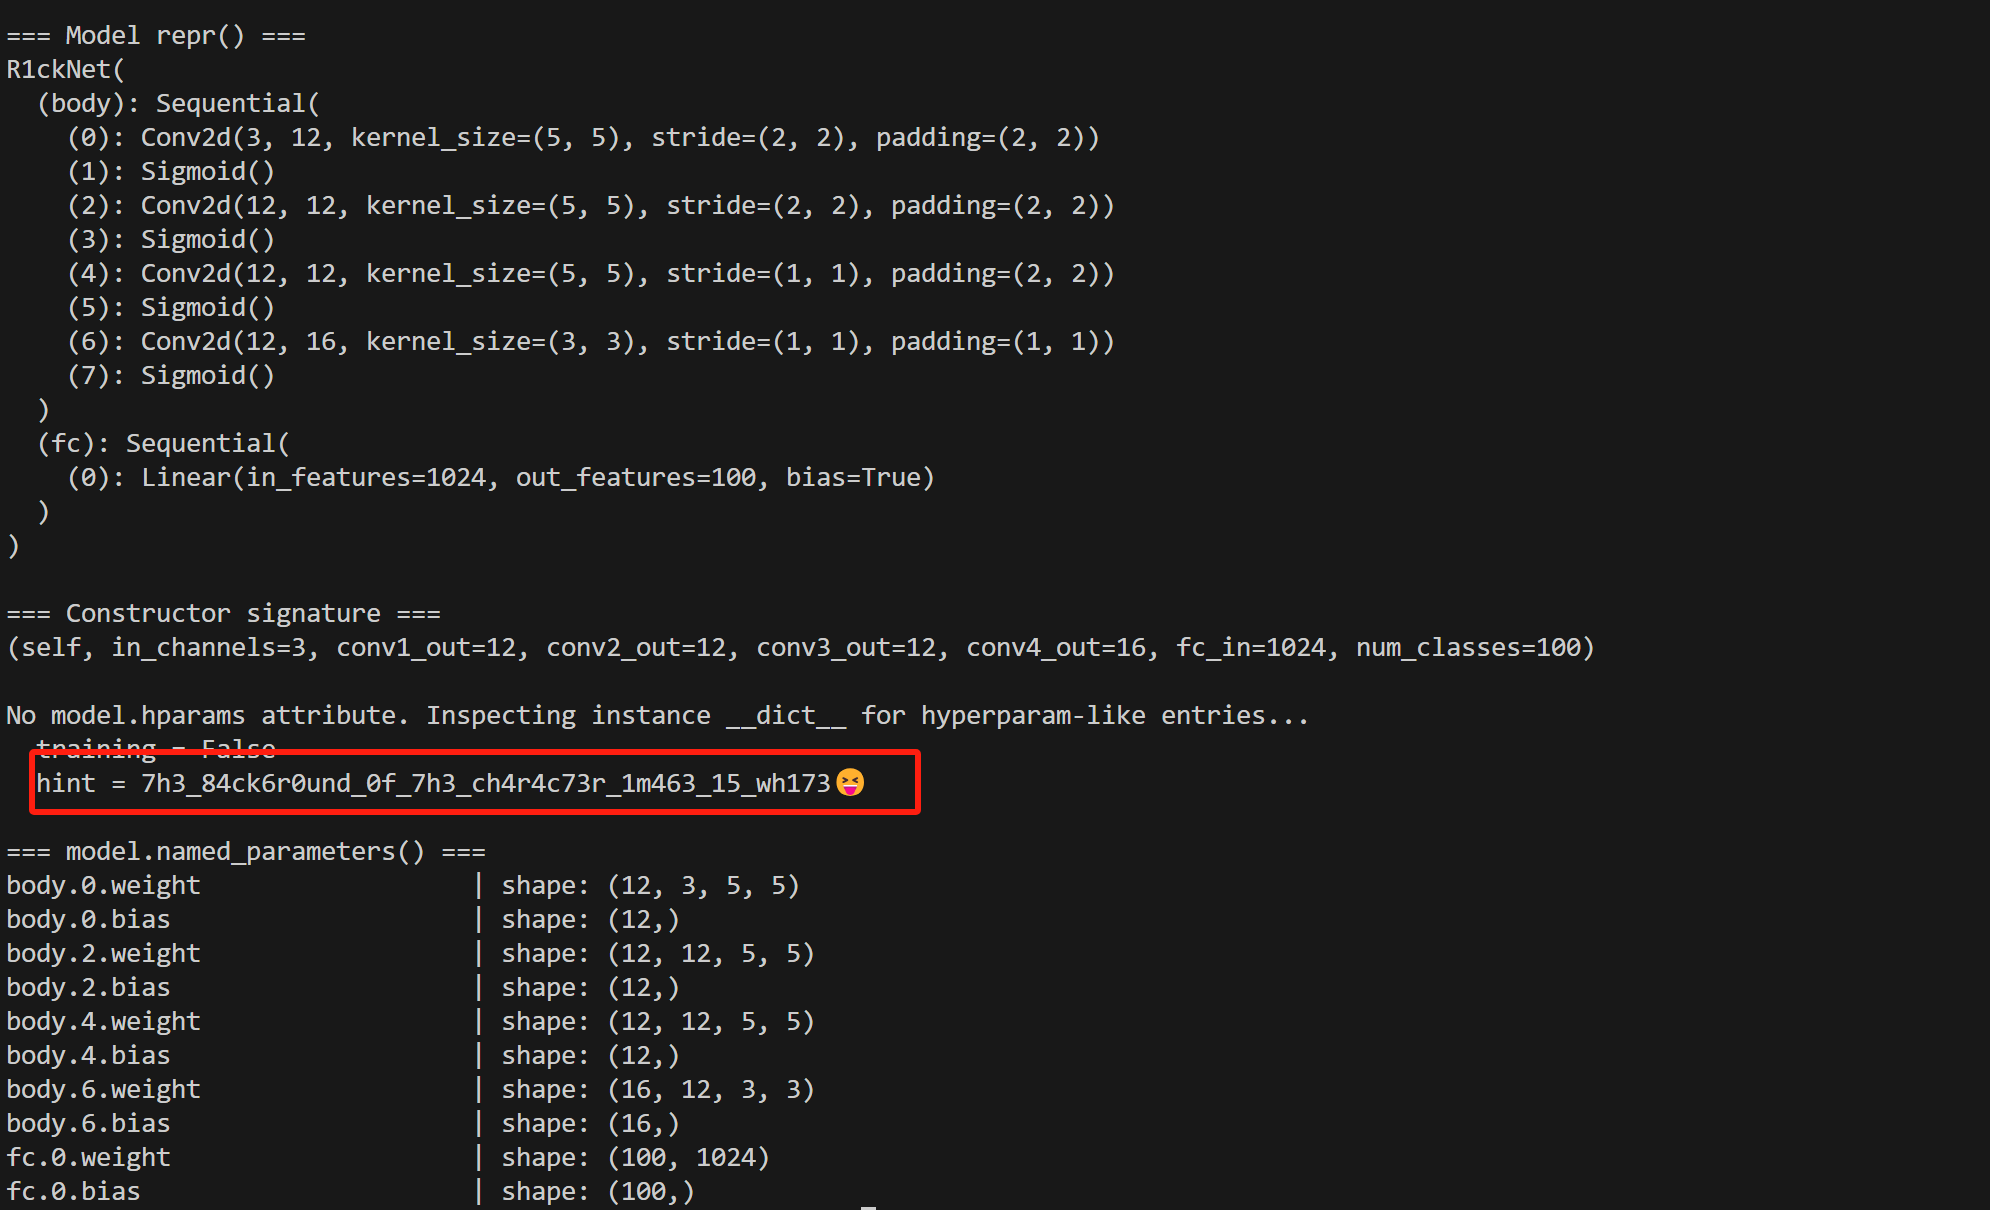 === Model repr() ===
R1ckNet(
  (body): Sequential(
    (0): Conv2d(3, 12, kernel_size=(5, 5), stride=(2, 2), padding=(2, 2))
    (1): Sigmoid()
    (2): Conv2d(12, 12, kernel_size=(5, 5), stride=(2, 2), padding=(2, 2))
    (3): Sigmoid()
    (4): Conv2d(12, 12, kernel_size=(5, 5), stride=(1, 1), padding=(2, 2))
    (5): Sigmoid()
    (6): Conv2d(12, 16, kernel_size=(3, 3), stride=(1, 1), padding=(1, 1))
    (7): Sigmoid()
  )
  (fc): Sequential(
    (0): Linear(in_features=1024, out_features=100, bias=True)
  )
)
=== Constructor signature ===
(self, in_channels=3, conv1_out=12, conv2_out=12, conv3_out=12, conv4_out=16, fc_in=1024, num_classes=100)
No model.hparams attribute. Inspecting instance __dict__ for hyperparam-like entries...
  training = False
  hint = 7h3_84ck6r0und_0f_7h3_ch4r4c73r_1m463_15_wh173😝
=== model.named_parameters() ===
body.0.weight                  | shape: (12, 3, 5, 5)
body.0.bias                    | shape: (12,)
body.2.weight                  | shape: (12, 12, 5, 5)
body.2.bias                    | shape: (12,)
body.4.weight                  | shape: (12, 12, 5, 5)
body.4.bias                    | shape: (12,)
body.6.weight                  | shape: (16, 12, 3, 3)
body.6.bias                    | shape: (16,)
fc.0.weight                    | shape: (100, 1024)
fc.0.bias                      | shape: (100,)